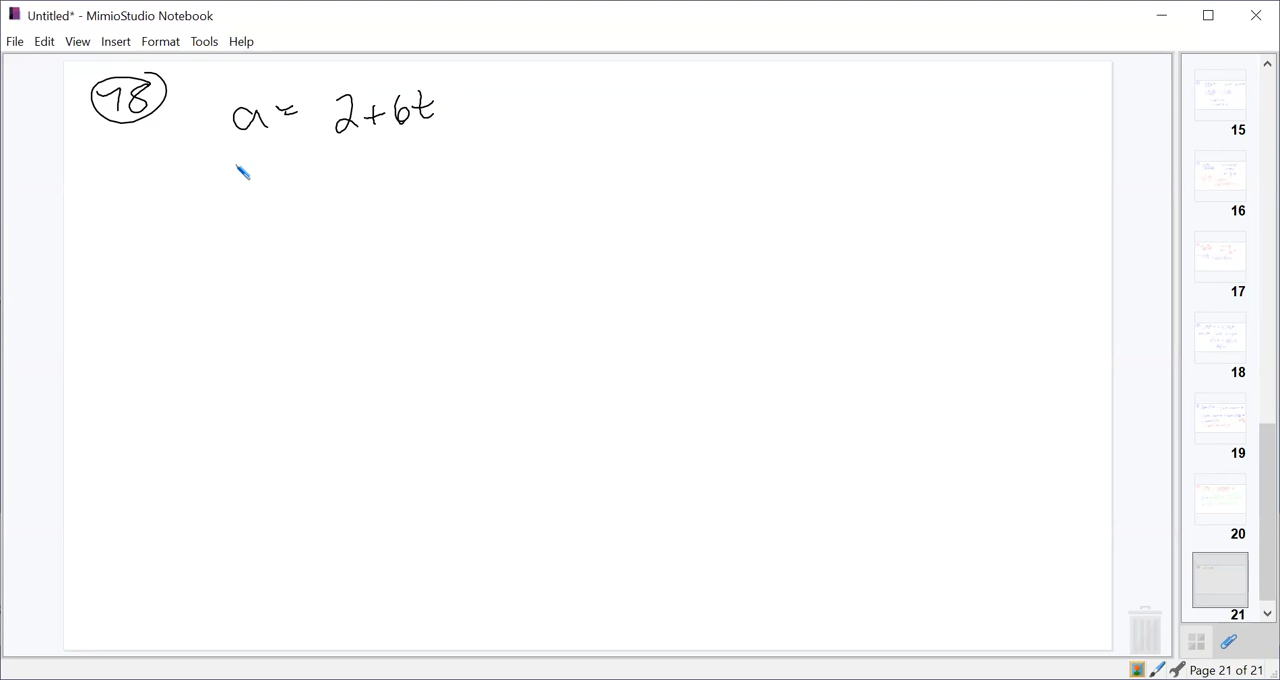 Untitled* - MimioStudio Notebook
File Edit View Insert Format Tools Help
98 a = 2+6t
15
16
17
18
19
20
21
Page 21 of 21